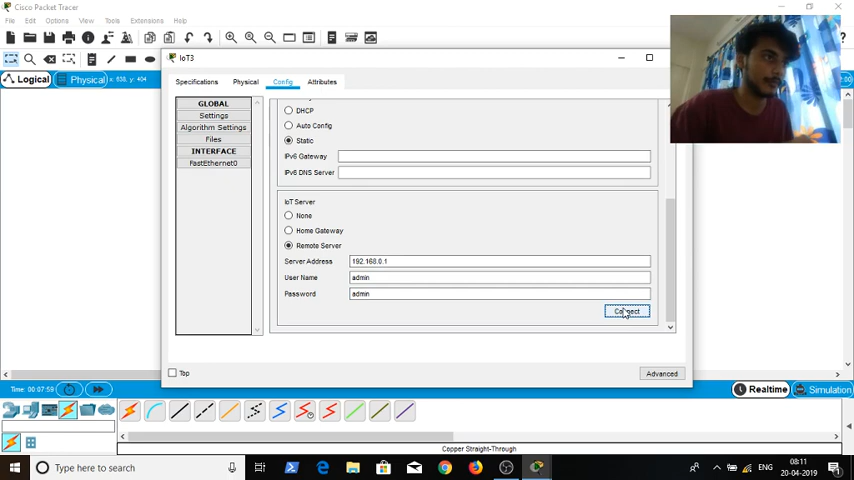 Cisco Packet Tracer
File Edit Options View Tools Extensions Help
Logical
Physical x: 638, y: 404
IoT3
Specifications Physical Config Attributes
GLOBAL
Settings
Algorithm Settings
Files
INTERFACE
FastEthernet0
DHCP
Auto Config
Static
IPv6 Gateway
IPv6 DNS Server
IoT Server
None
Home Gateway
Remote Server
Server Address 192.168.0.1
User Name admin
Password admin
Connect
Top
Advanced
Time: 00:07:59
Realtime
Simulation
Copper Straight-Through
Type here to search
ENG
08:11
20-04-2019
1